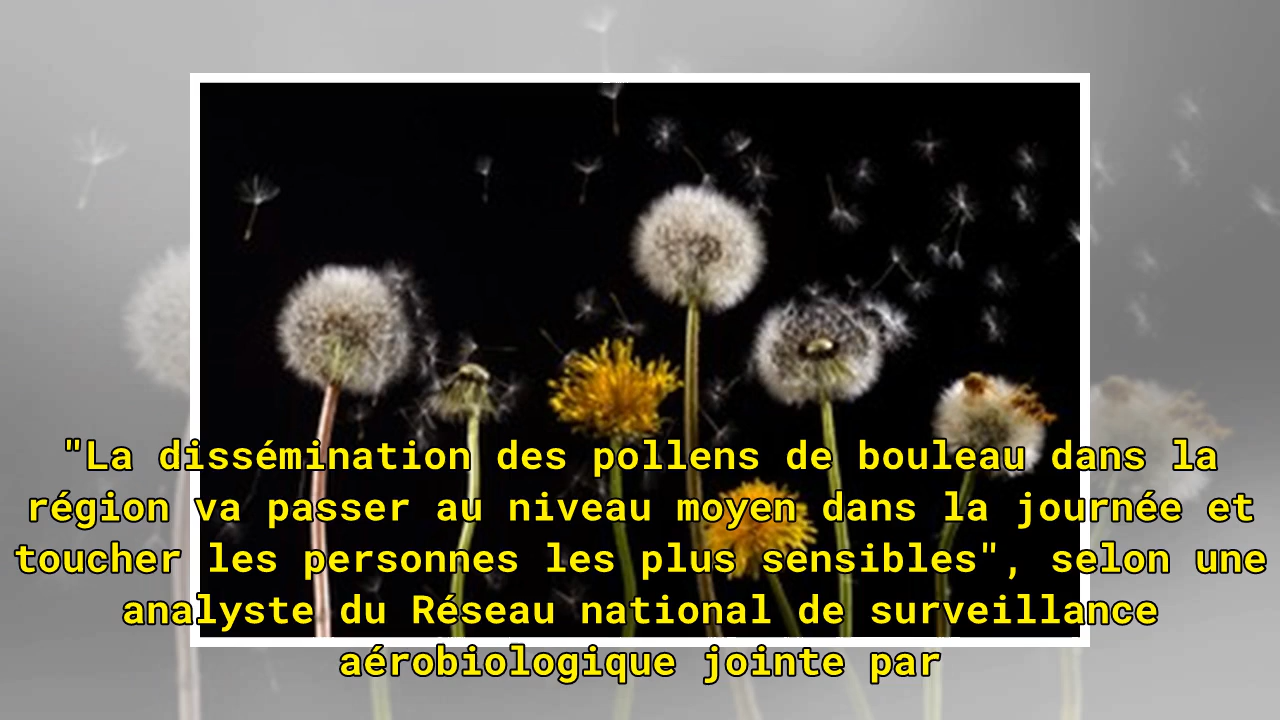 "La dissémination des pollens de bouleau dans la
région va passer au niveau moyen dans la journée et
toucher les personnes les plus sensibles", selon une
analyste du Réseau national de surveillance
aérobiologique jointe par